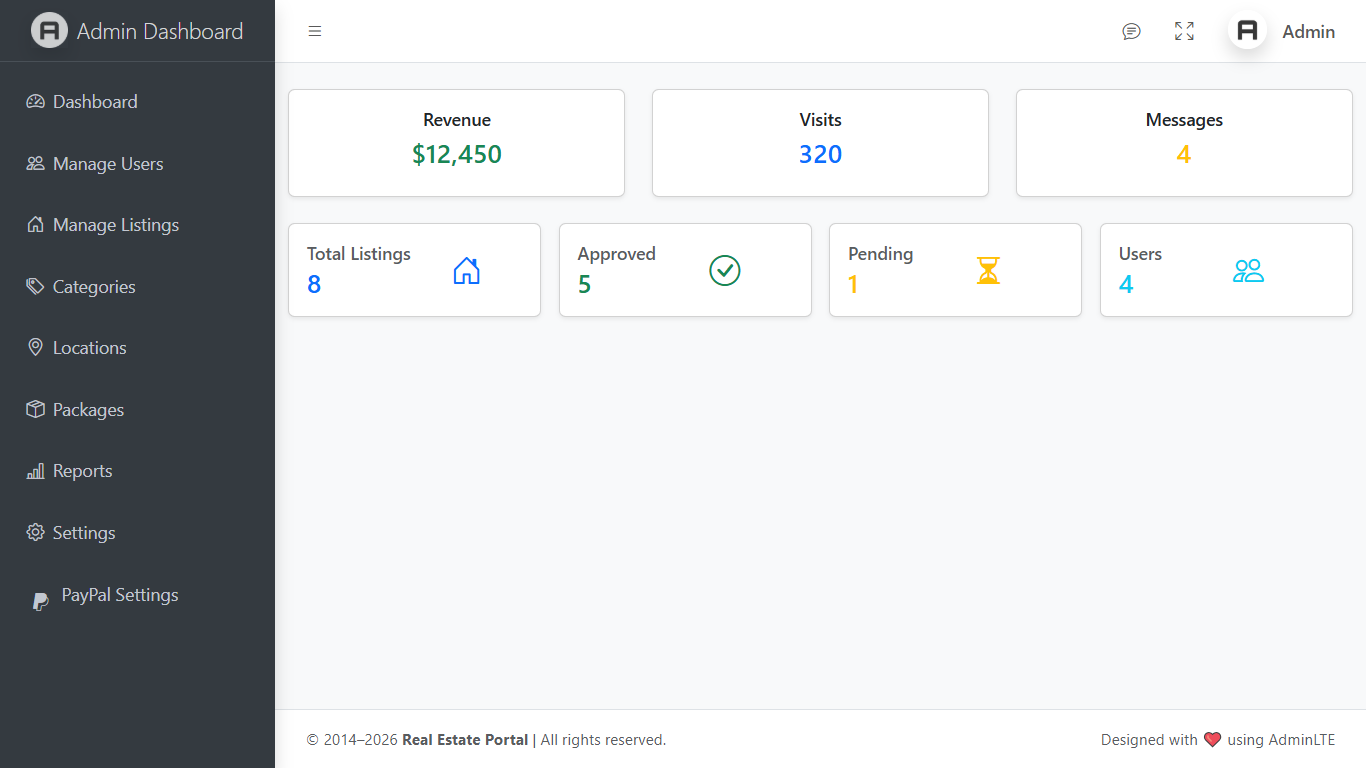 Admin Dashboard
Admin
Dashboard
Manage Users
Manage Listings
Categories
Locations
Packages
Reports
Settings
PayPal Settings
Revenue
$12,450
Visits
320
Messages
4
Total Listings
8
Approved
5
Pending
1
Users
4
© 2014–2026 Real Estate Portal | All rights reserved.
Designed with ❤️ using AdminLTE